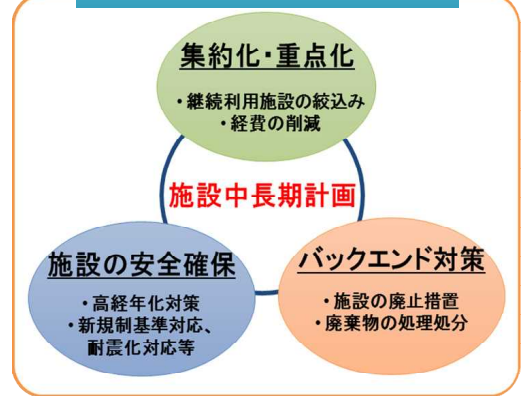 集約化・重点化
・継続利用施設の絞込み
・経費の削減
施設中長期計画
施設の安全確保
・高経年化対策
・新規制基準対応、
耐震化対応等
バックエンド対策
・施設の廃止措置
・廃棄物の処理処分